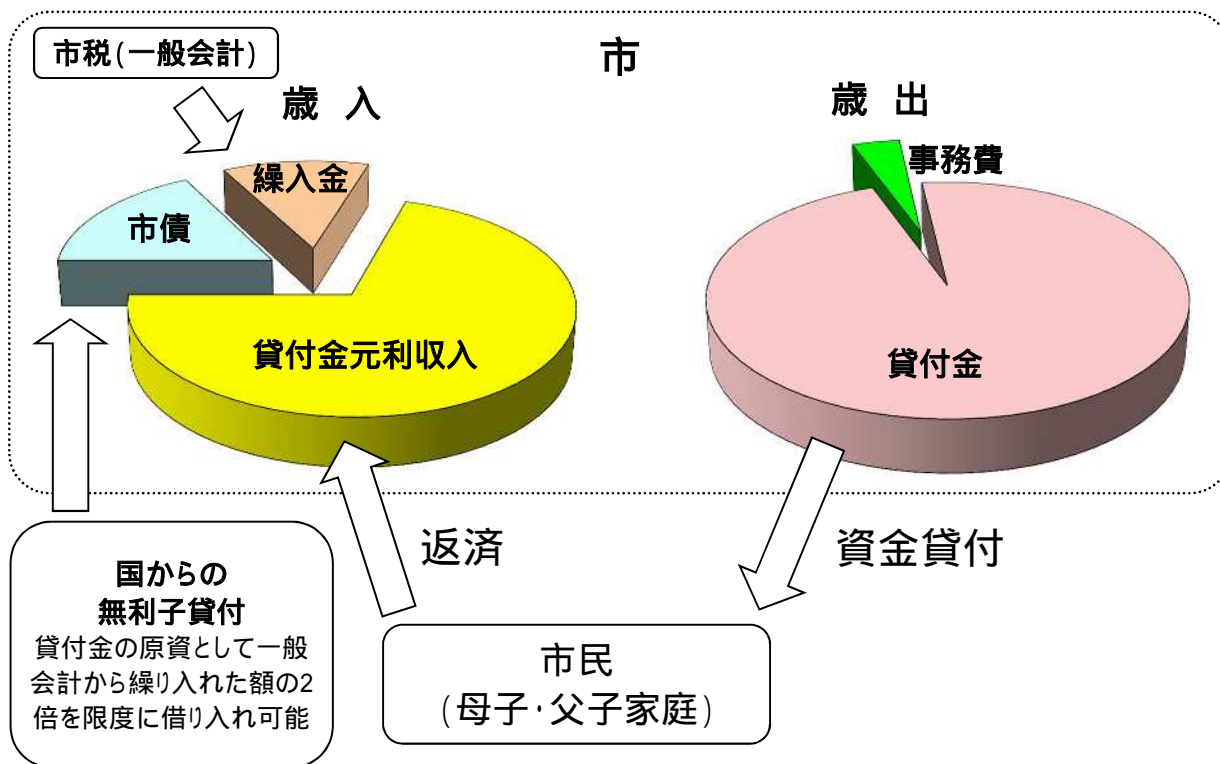 市税(一般会計)
市
歳 入
歳 出
繰入金
事務費
市債
貸付金元利収入
貸付金
返済
資金貸付
国からの
無利子貸付
貸付金の原資として一般
会計から繰り入れた額の2
倍を限度に借り入れ可能
市民
(母子・父子家庭)